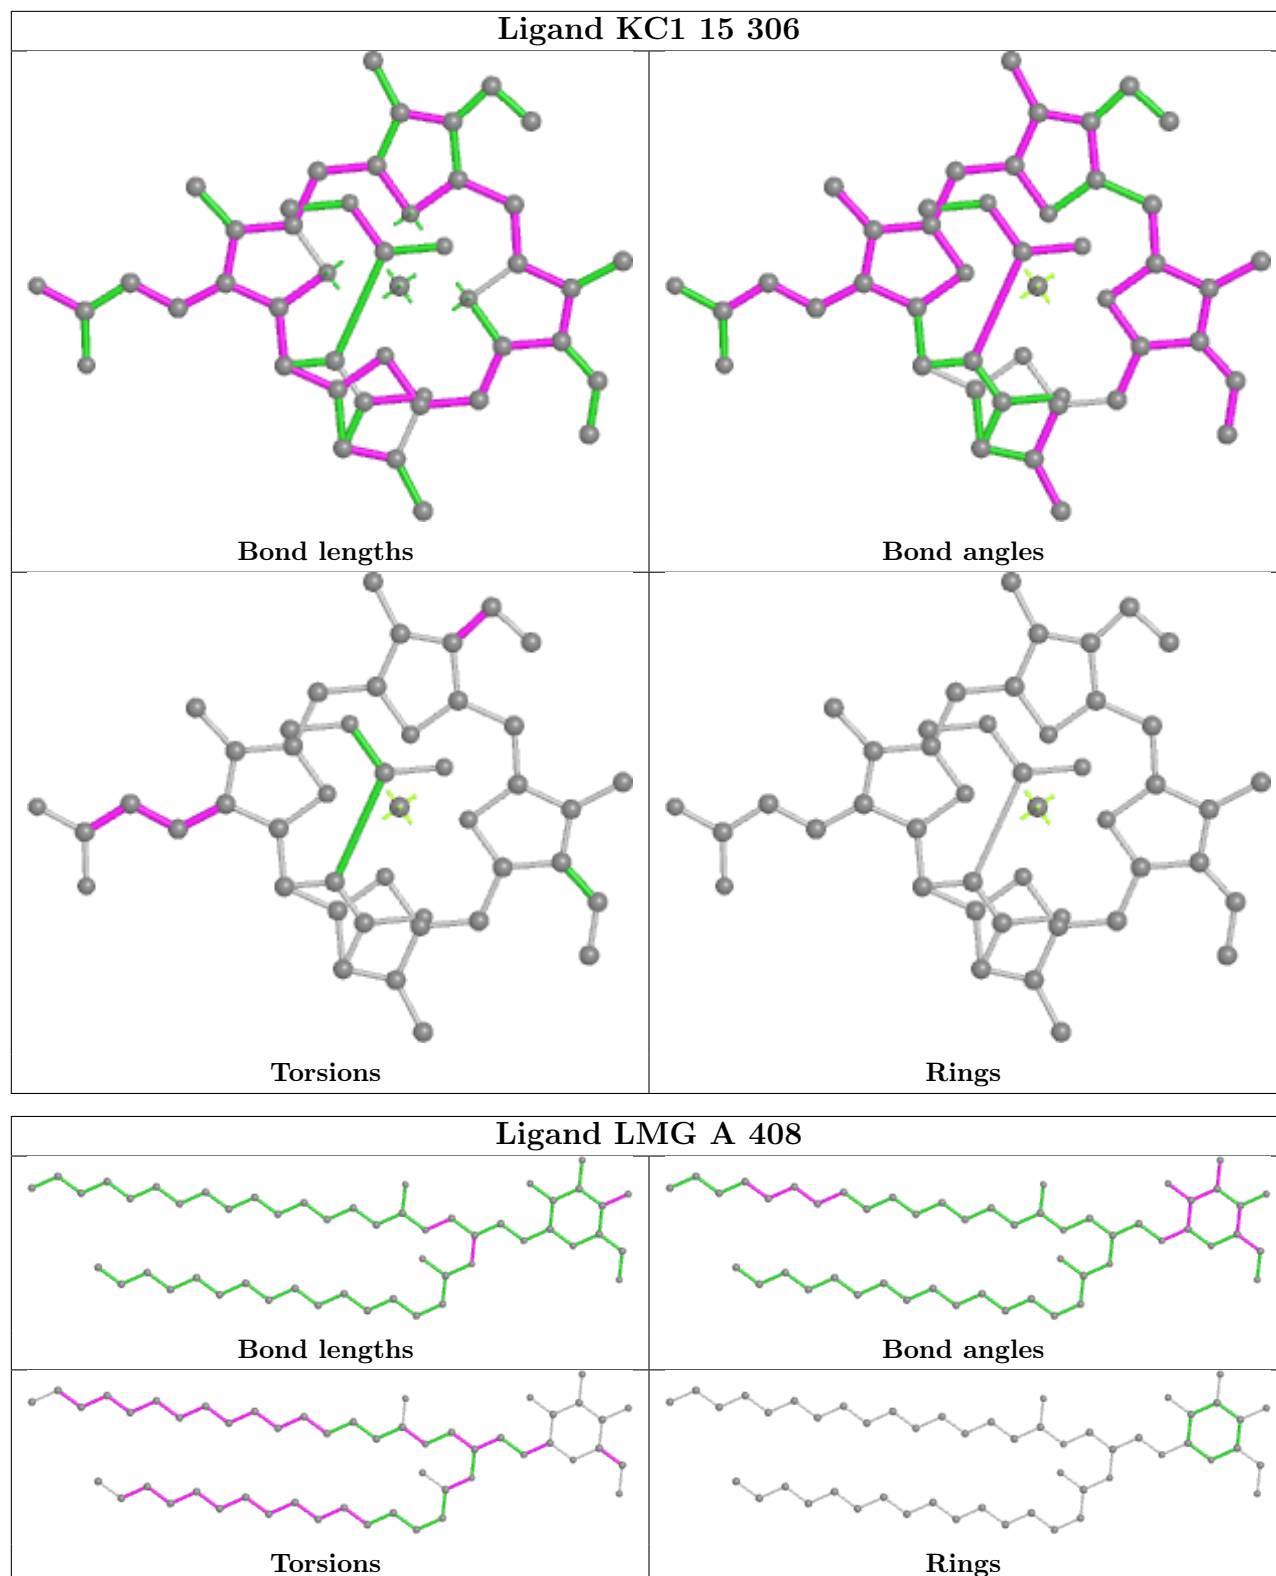 Ligand KC1 15 306
Bond lengths
Bond angles
Torsions
Rings
Ligand LMG A 408
Bond lengths
Bond angles
Torsions
Rings